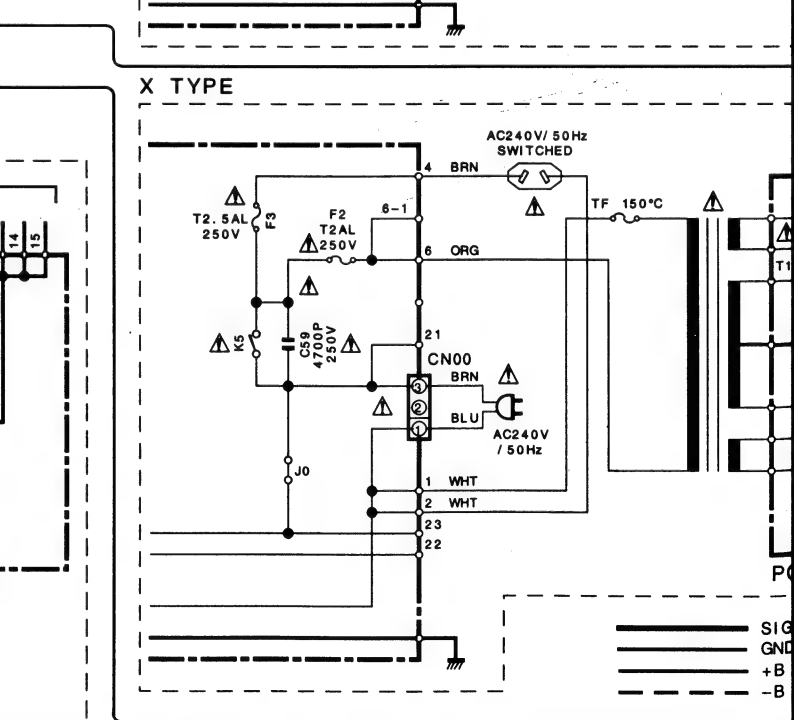 X TYPE
AC240V/50Hz
SWITCHED
4 BRN
TF 150°C
T2.5AL
250V
F3
F2
T2AL
250V
6-1
6 ORG
14
15
T1
K5
C59
4700P
250V
21
CN00
3
BRN
2
1
BLU
AC240V
/50Hz
J0
1 WHT
2 WHT
23
22
GND
+B
-B